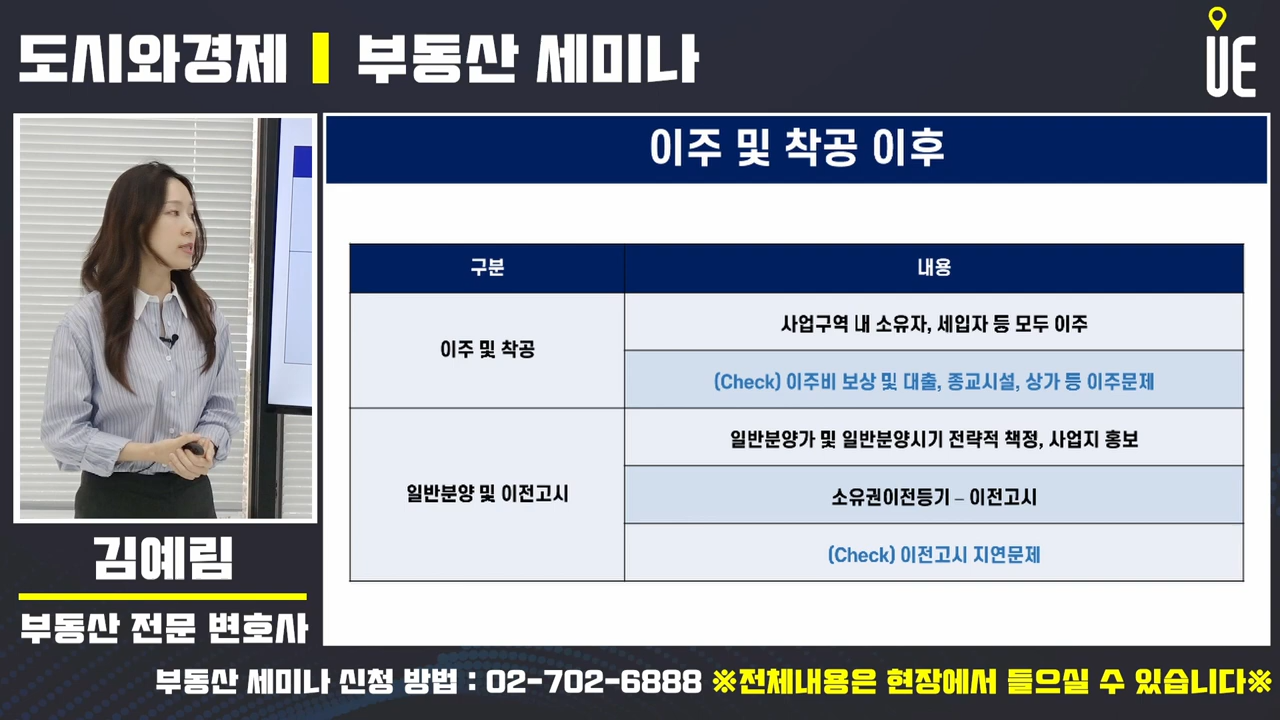 도시와경제 부동산 세미나
UE
이주 및 착공 이후
구분 내용
이주 및 착공
사업구역 내 소유자, 세입자 등 모두 이주
(Check) 이주비 보상 및 대출, 종교시설, 상가 등 이주문제
일반분양 및 이전고시
일반분양가 및 일반분양시기 전략적 책정, 사업지 홍보
소유권이전등기 – 이전고시
(Check) 이전고시 지연문제
김예림
부동산 전문 변호사
부동산 세미나 신청 방법 : 02-702-6888 ※전체내용은 현장에서 들으실 수 있습니다※